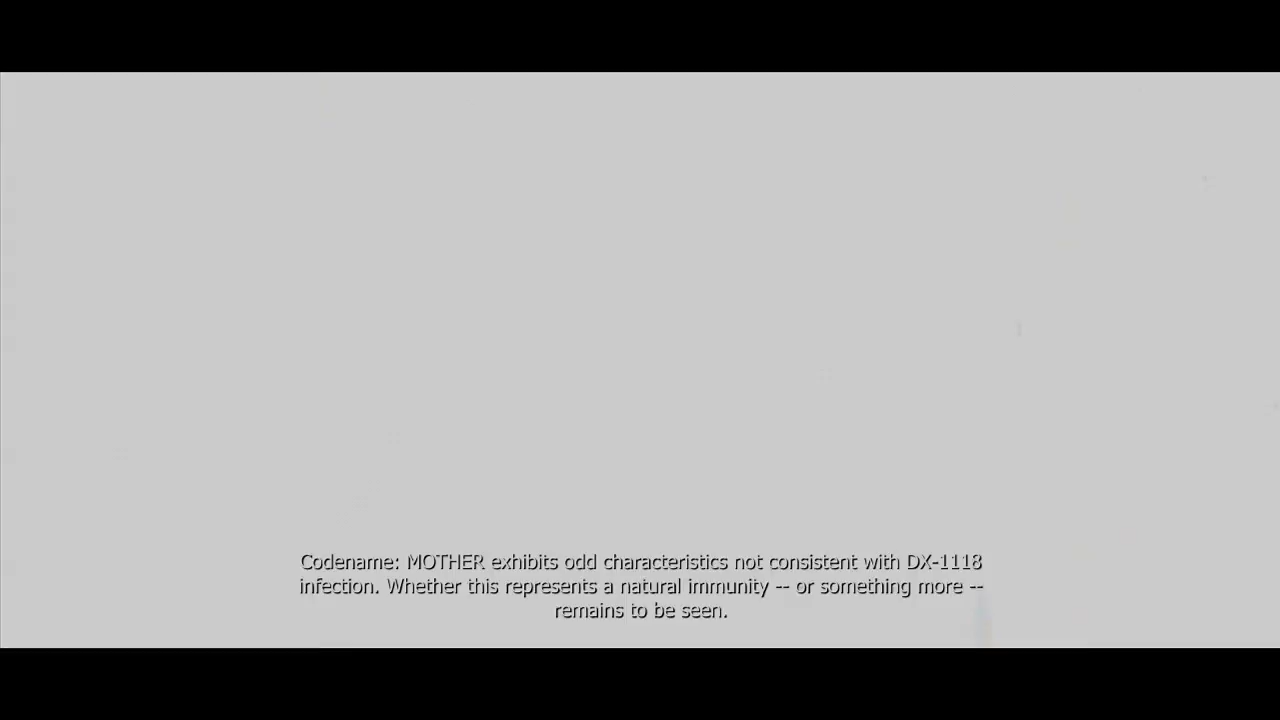 Codename: MOTHER exhibits odd characteristics not consistent with DX-1118
infection. Whether this represents a natural immunity -- or something more --
remains to be seen.